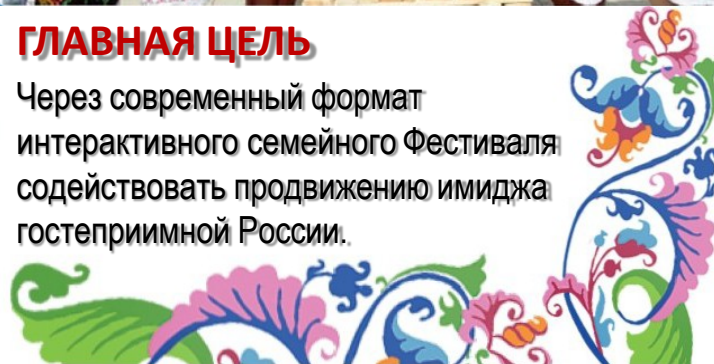 ГЛАВНАЯ ЦЕЛЬ
Через современный формат
интерактивного семейного Фестиваля
содействовать продвижению имиджа
гостеприимной России.